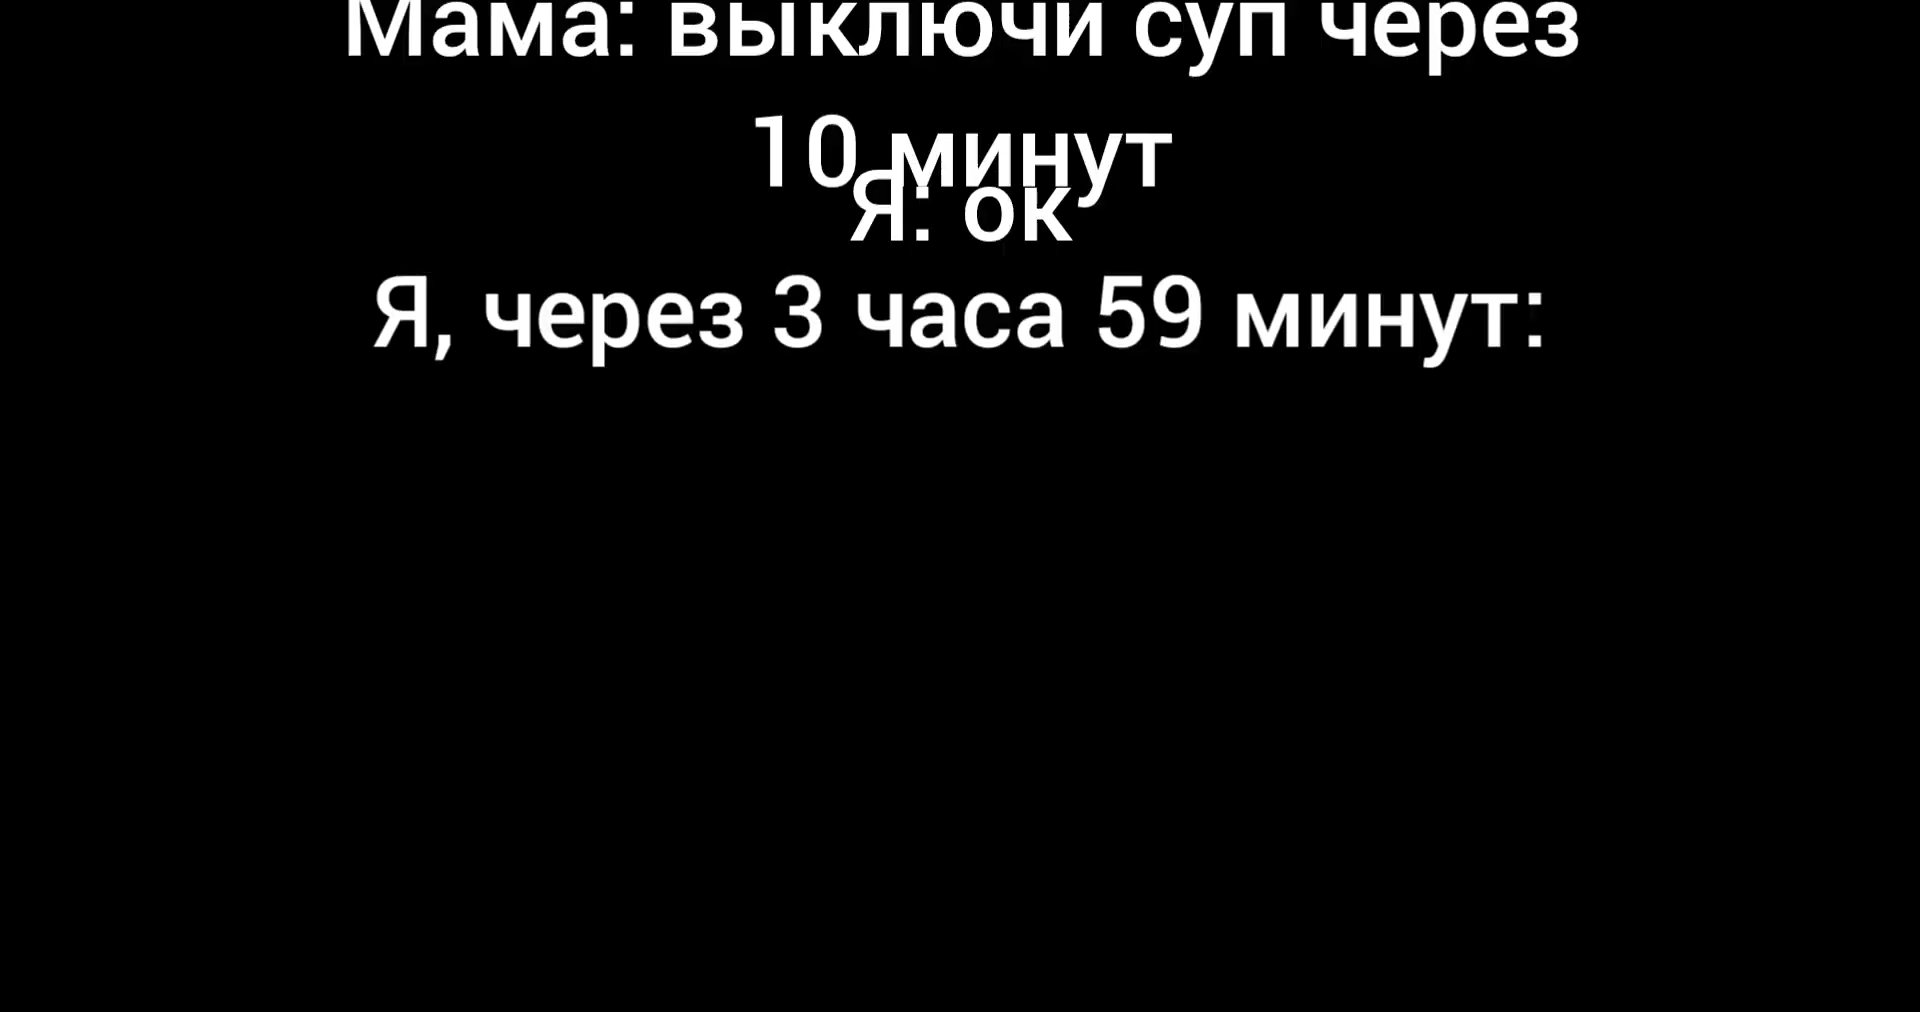 Мама: выключи суп через
10 минут
Я: ок
Я, через 3 часа 59 минут: